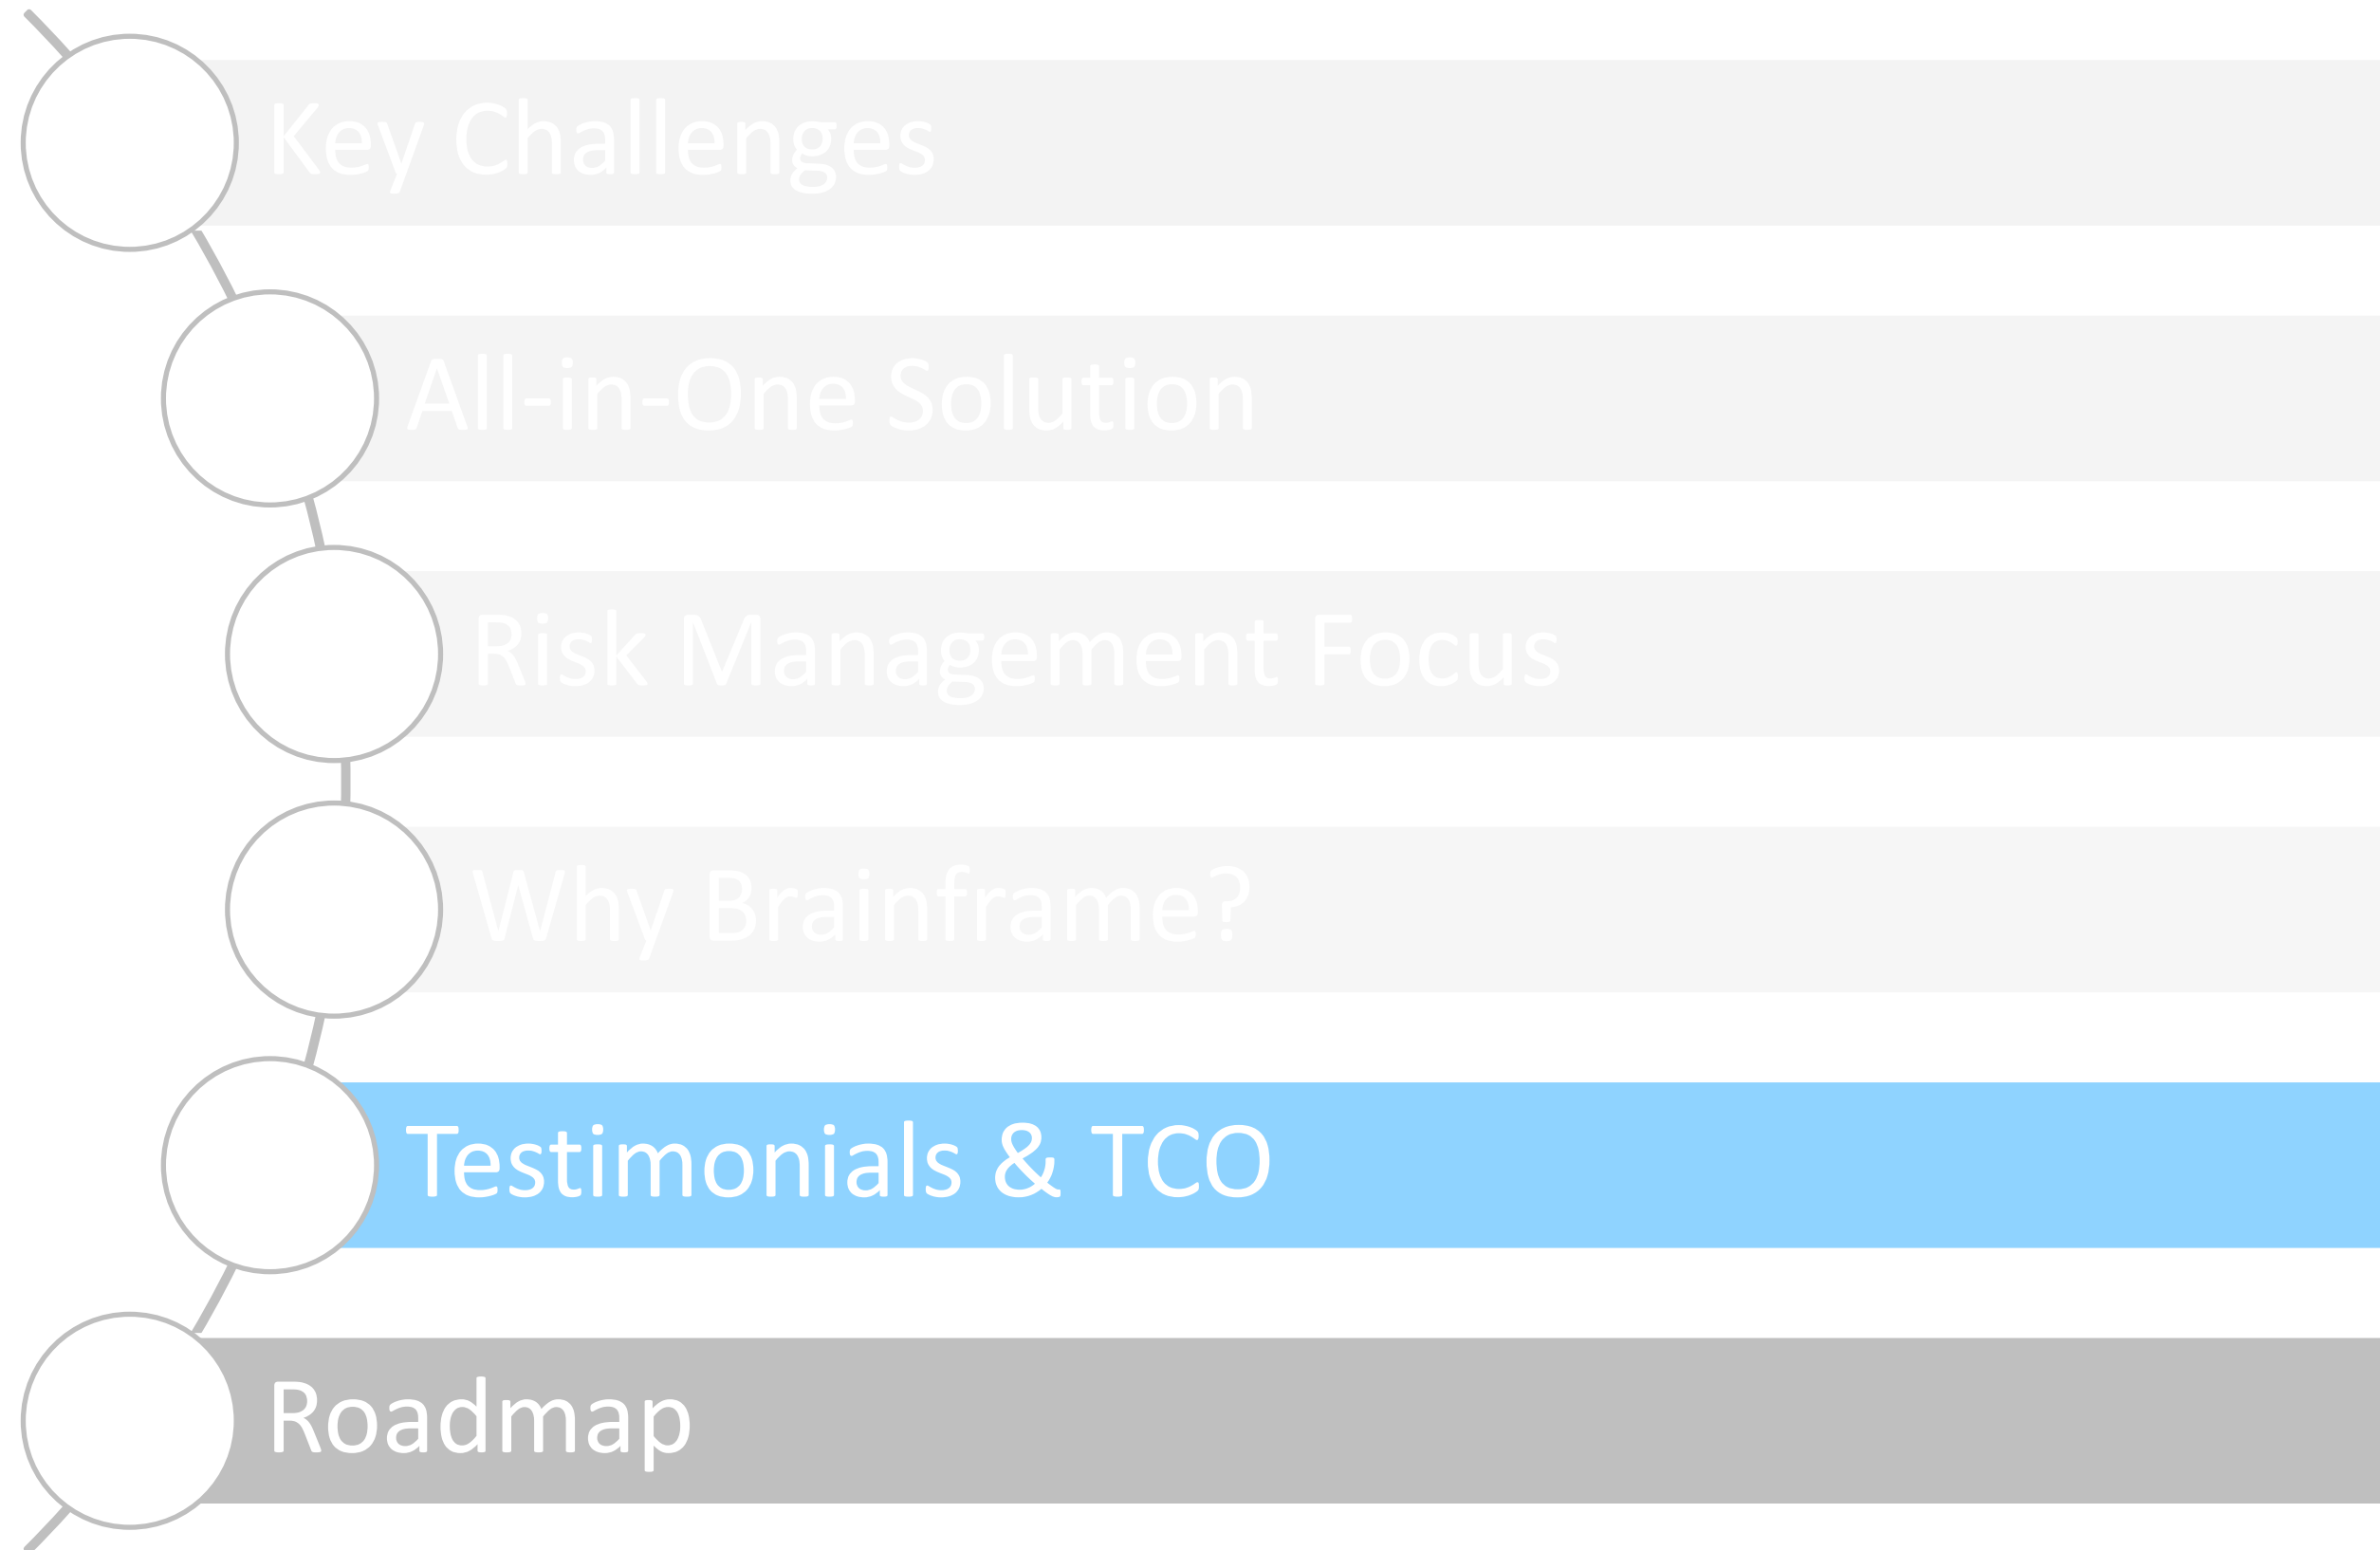 Key Challenges
All-in-One Solution
Risk Management Focus
Why Brainframe?
Testimonials & TCO
Roadmap